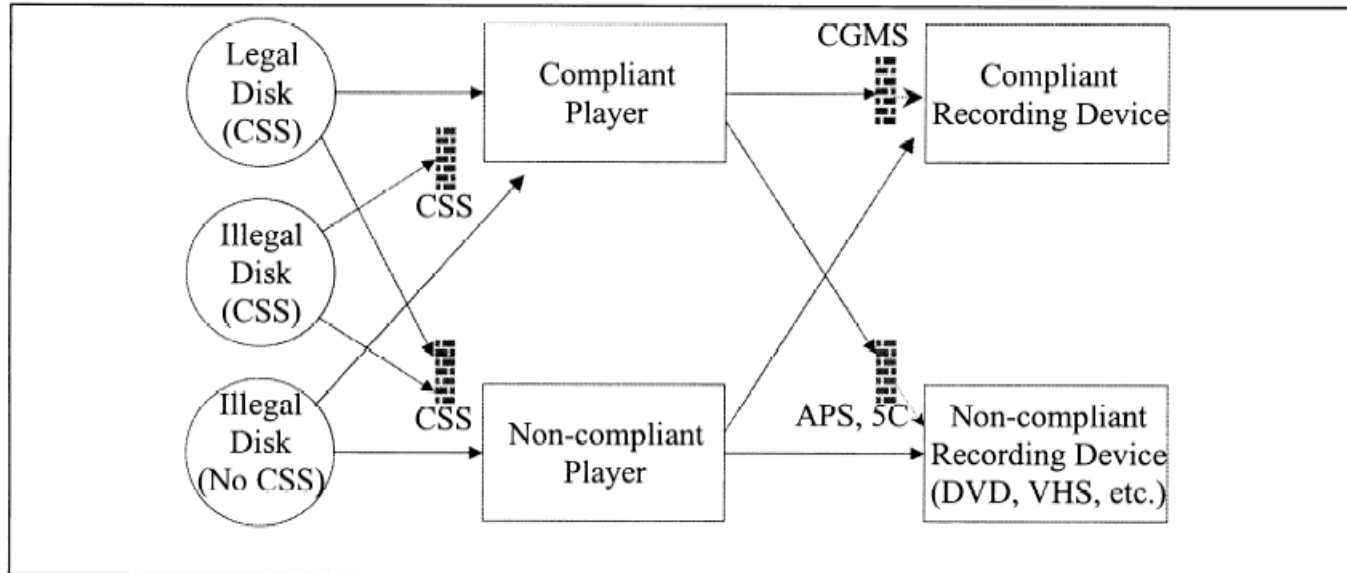 Legal
Disk
(CSS)
Compliant
Player
CGMS
Compliant
Recording Device
CSS
Illegal
Disk
(CSS)
CSS
Illegal
Disk
(No CSS)
Non-compliant
Player
APS, 5C
Non-compliant
Recording Device
(DVD, VHS, etc.)